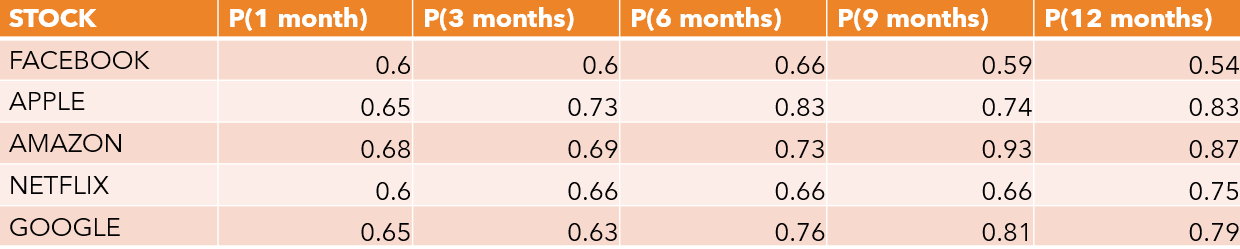 STOCK P(1 month) P(3 months) P(6 months) P(9 months) P(12 months)
FACEBOOK 0.6 0.6 0.66 0.59 0.54
APPLE 0.65 0.73 0.83 0.74 0.83
AMAZON 0.68 0.69 0.73 0.93 0.87
NETFLIX 0.6 0.66 0.66 0.66 0.75
GOOGLE 0.65 0.63 0.76 0.81 0.79